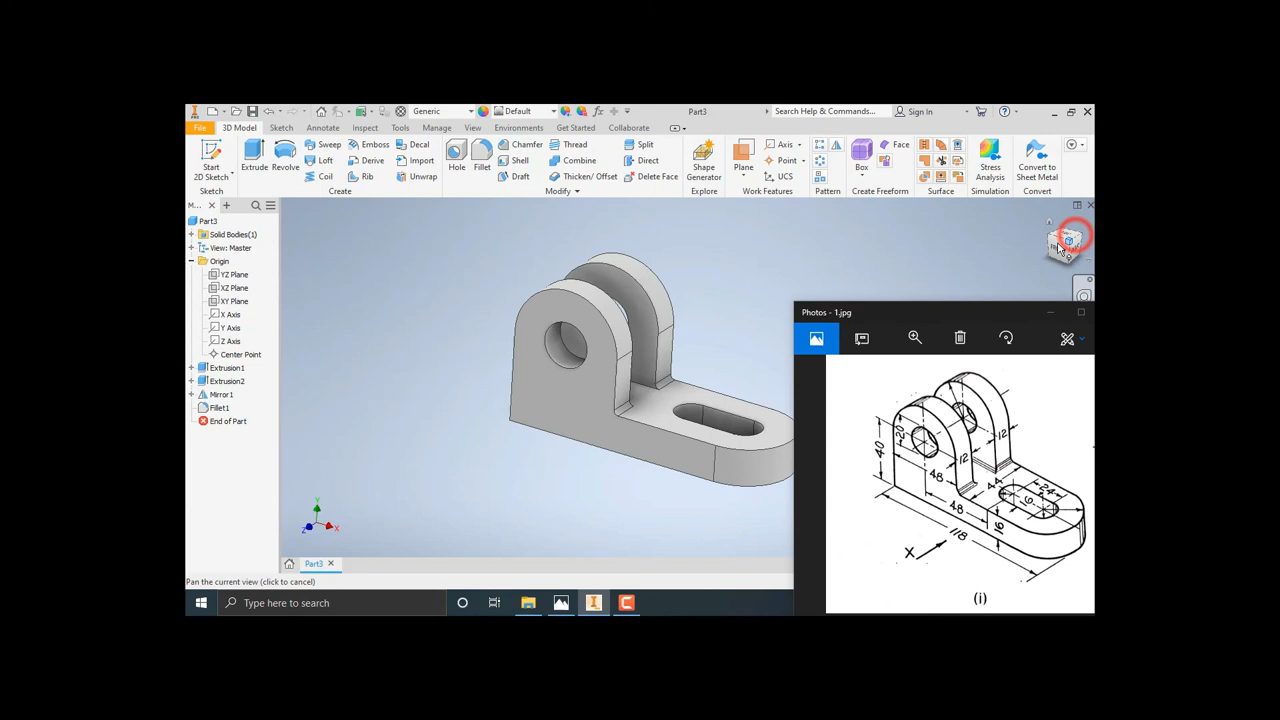 Generic
Default
Part3
Search Help & Commands...
Sign In
File
3D Model
Sketch
Annotate
Inspect
Tools
Manage
View
Environments
Get Started
Collaborate
Start
2D Sketch
Extrude
Revolve
Sweep
Loft
Coil
Emboss
Derive
Rib
Decal
Import
Unwrap
Hole
Fillet
Chamfer
Shell
Draft
Thread
Combine
Thicken/ Offset
Split
Direct
Delete Face
Shape
Generator
Plane
Axis
Point
UCS
Box
Face
Stress
Analysis
Convert to
Sheet Metal
Sketch
Create
Modify
Explore
Work Features
Pattern
Create Freeform
Surface
Simulation
Convert
M...
Part3
Solid Bodies(1)
View: Master
Origin
YZ Plane
XZ Plane
XY Plane
X Axis
Y Axis
Z Axis
Center Point
Extrusion1
Extrusion2
Mirror1
Fillet1
End of Part
Y
Z
X
Photos - 1.jpg
40
20
12
12
48
48
44
24
16
118
X
(i)
Part3
Pan the current view (click to cancel)
Type here to search